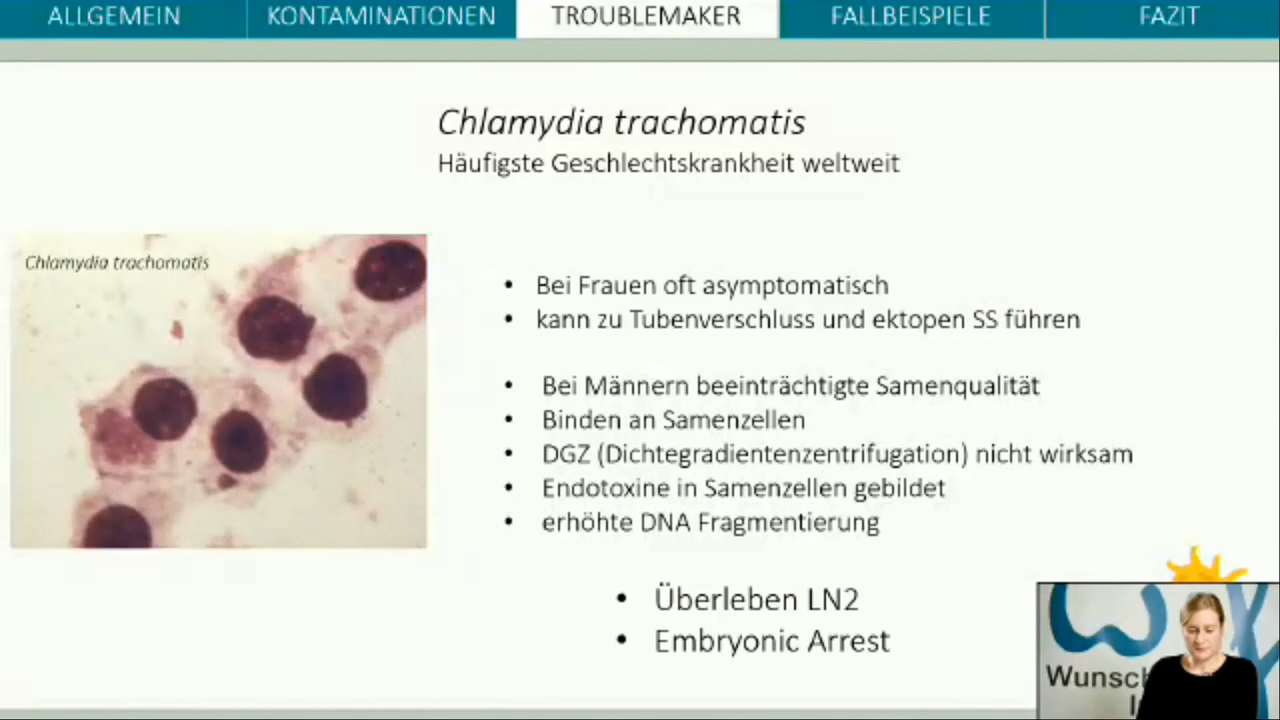 ALLGEMEIN
KONTAMINATIONEN
TROUBLEMAKER
FALLBEISPIELE
FAZIT
Chlamydia trachomatis
Häufigste Geschlechtskrankheit weltweit
Chlamydia trachomatis
• Bei Frauen oft asymptomatisch
• kann zu Tubenverschluss und ektopen SS führen
• Bei Männern beeinträchtigte Samenqualität
• Binden an Samenzellen
• DGZ (Dichtegradientenzentrifugation) nicht wirksam
• Endotoxine in Samenzellen gebildet
• erhöhte DNA Fragmentierung
• Überleben LN2
• Embryonic Arrest